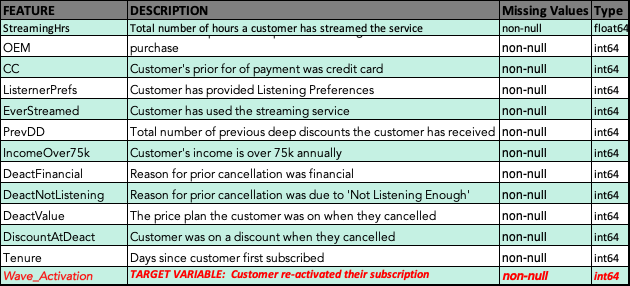 FEATURE DESCRIPTION Missing Values Type
StreamingHrs Total number of hours a customer has streamed the service non-null float64
OEM purchase non-null int64
CC Customer's prior for of payment was credit card non-null int64
ListernerPrefs Customer has provided Listening Preferences non-null int64
EverStreamed Customer has used the streaming service non-null int64
PrevDD Total number of previous deep discounts the customer has received non-null int64
IncomeOver75k Customer's income is over 75k annually non-null int64
DeactFinancial Reason for prior cancellation was financial non-null int64
DeactNotListening Reason for prior cancellation was due to 'Not Listening Enough' non-null int64
DeactValue The price plan the customer was on when they cancelled non-null int64
DiscountAtDeact Customer was on a discount when they cancelled non-null int64
Tenure Days since customer first subscribed non-null int64
Wave_Activation TARGET VARIABLE: Customer re-activated their subscription non-null int64